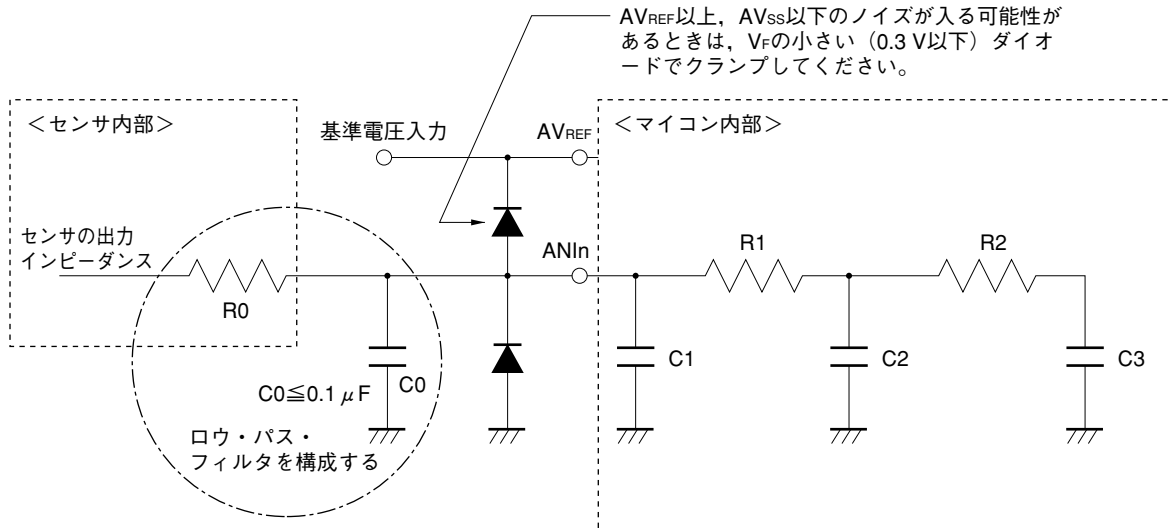 AVREF以上，AVSS以下のノイズが入る可能性が
あるときは，VFの小さい（0.3 V以下）ダイオ
ードでクランプしてください。
＜センサ内部＞
基準電圧入力
AVREF
＜マイコン内部＞
センサの出力
インピーダンス
R0
ANIn
R1
R2
C0≦0.1 μF
C0
C1
C2
C3
ロウ・パス・
フィルタを構成する